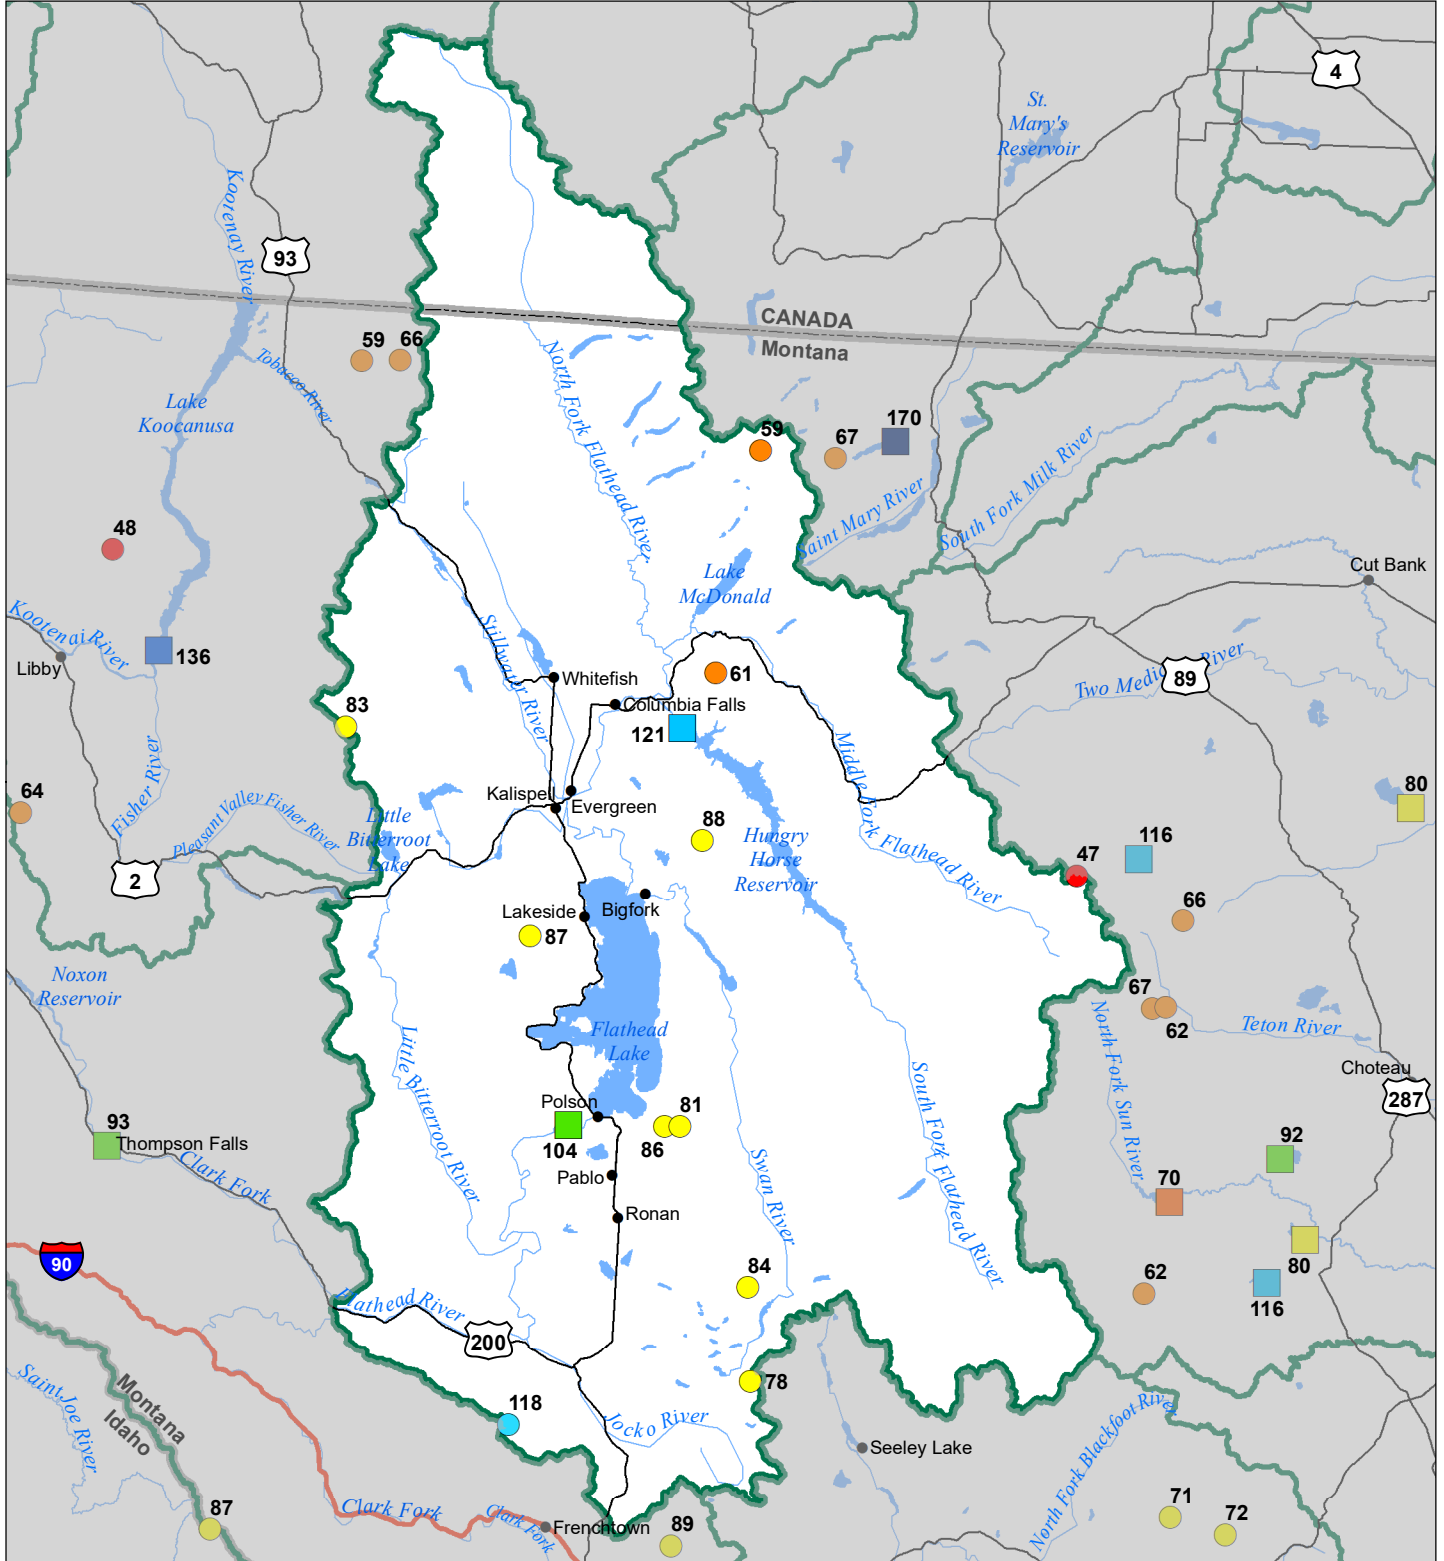 4
St.
Mary's
Reservoir
Kootenay River
93
CANADA
Montana
59
66
Tobacco River
Lake
Koocanusa
North Fork Flathead River
59
67
170
Saint Mary River
South Fork Milk River
48
Lake
McDonald
Cut Bank
Kootenai River
Libby
136
Stillwater River
Whitefish
61
Two Medic River
89
83
Columbia Falls
121
Middle Fork Flathead River
Fisher River
64
Pleasant Valley Fisher River
Little
Bitterroot
Lake
Kalispell
Evergreen
88
Hungry
Horse
Reservoir
80
116
2
47
66
Lakeside
Bigfork
87
Noxon
Reservoir
67
62
North Fork Sun River
Teton River
Flathead
Lake
Little Bitterroot River
South Fork Flathead River
Choteau
287
Polson
104
81
86
93
Thompson Falls
Clark Fork
Pablo
Swan River
92
70
Ronan
90
80
84
62
116
Flathead River
200
78
Saint Joe River
Montana
Idaho
118
Jocko River
Seeley Lake
North Fork Blackfoot River
87
Clark Fork
Clark Fork
Frenchtown
89
71
72